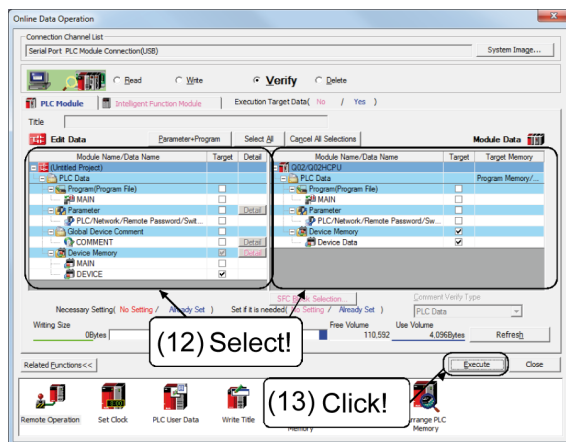 Online Data Operation
Connection Channel List
Serial Port PLC Module Connection(USB)
System Image...
Read Write Verify Delete
PLC Module Intelligent Function Module Execution Target Data( No / Yes )
Title
Edit Data Parameter+Program Select All Cancel All Selections Module Data
Module Name/Data Name Target Detail Module Name/Data Name Target Target Memory
(Untitled Project) Q02/Q02HCPU
PLC Data PLC Data Program Memory/...
Program(Program File) Program(Program File)
MAIN MAIN
Parameter Detail Parameter
PLC/Network/Remote Password/Swit... PLC/Network/Remote Password/Sw...
Global Device Comment Device Memory
COMMENT Detail Device Data
Device Memory Detail
MAIN
DEVICE
SFC Block Selection... Comment Verify Type
Necessary Setting( No Setting / Already Set ) Set if it is needed( No Setting / Already Set ) PLC Data
Writing Size Free Volume Use Volume
0Bytes 110,592 4,096Bytes Refresh
(12) Select!
Related Functions<< Execute Close
(13) Click!
Remote Operation Set Clock PLC User Data Write Title Memory Arrange PLC Memory